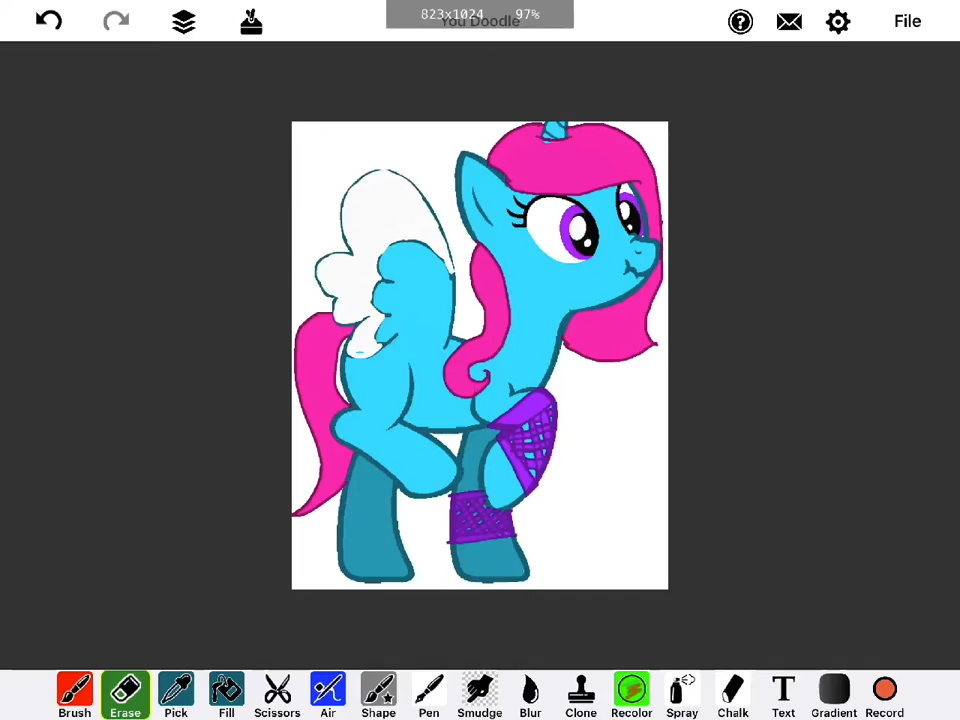 823x1024 97%
You Doodle
File
Brush Erase Pick Fill Scissors Air Shape Pen Smudge Blur Clone Recolor Spray Chalk Text Gradient Record